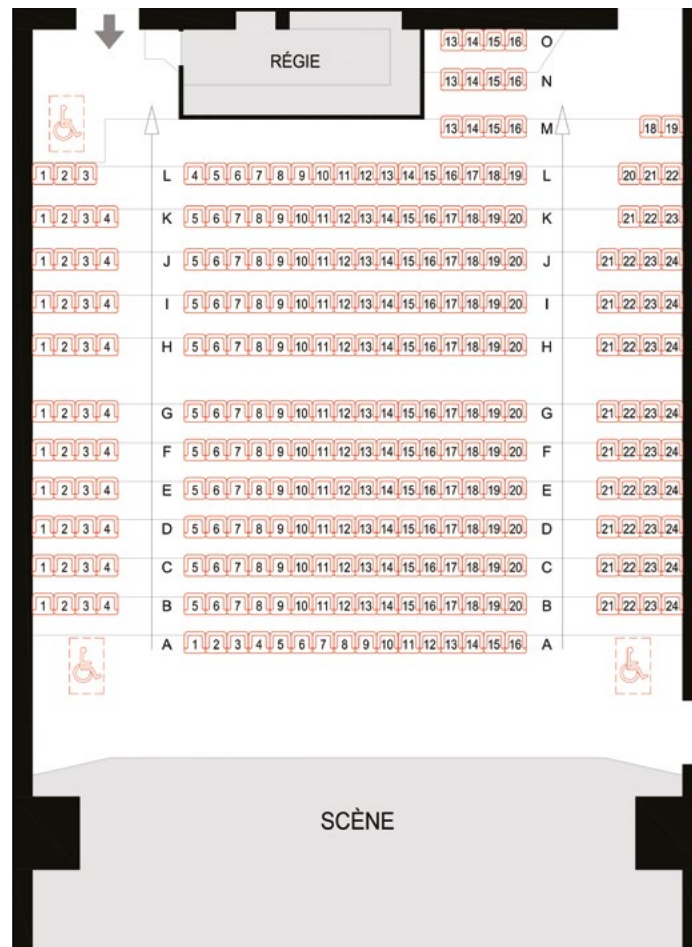 13 14 15 16 O
RÉGIE
13 14 15 16 N
13 14 15 16 M 18 19
1 2 3 L 4 5 6 7 8 9 10 11 12 13 14 15 16 17 18 19 L 20 21 22
1 2 3 4 K 5 6 7 8 9 10 11 12 13 14 15 16 17 18 19 20 K 21 22 23
1 2 3 4 J 5 6 7 8 9 10 11 12 13 14 15 16 17 18 19 20 J 21 22 23 24
1 2 3 4 I 5 6 7 8 9 10 11 12 13 14 15 16 17 18 19 20 I 21 22 23 24
1 2 3 4 H 5 6 7 8 9 10 11 12 13 14 15 16 17 18 19 20 H 21 22 23 24
1 2 3 4 G 5 6 7 8 9 10 11 12 13 14 15 16 17 18 19 20 G 21 22 23 24
1 2 3 4 F 5 6 7 8 9 10 11 12 13 14 15 16 17 18 19 20 F 21 22 23 24
1 2 3 4 E 5 6 7 8 9 10 11 12 13 14 15 16 17 18 19 20 E 21 22 23 24
1 2 3 4 D 5 6 7 8 9 10 11 12 13 14 15 16 17 18 19 20 D 21 22 23 24
1 2 3 4 C 5 6 7 8 9 10 11 12 13 14 15 16 17 18 19 20 C 21 22 23 24
1 2 3 4 B 5 6 7 8 9 10 11 12 13 14 15 16 17 18 19 20 B 21 22 23 24
A 1 2 3 4 5 6 7 8 9 10 11 12 13 14 15 16 A
SCÈNE